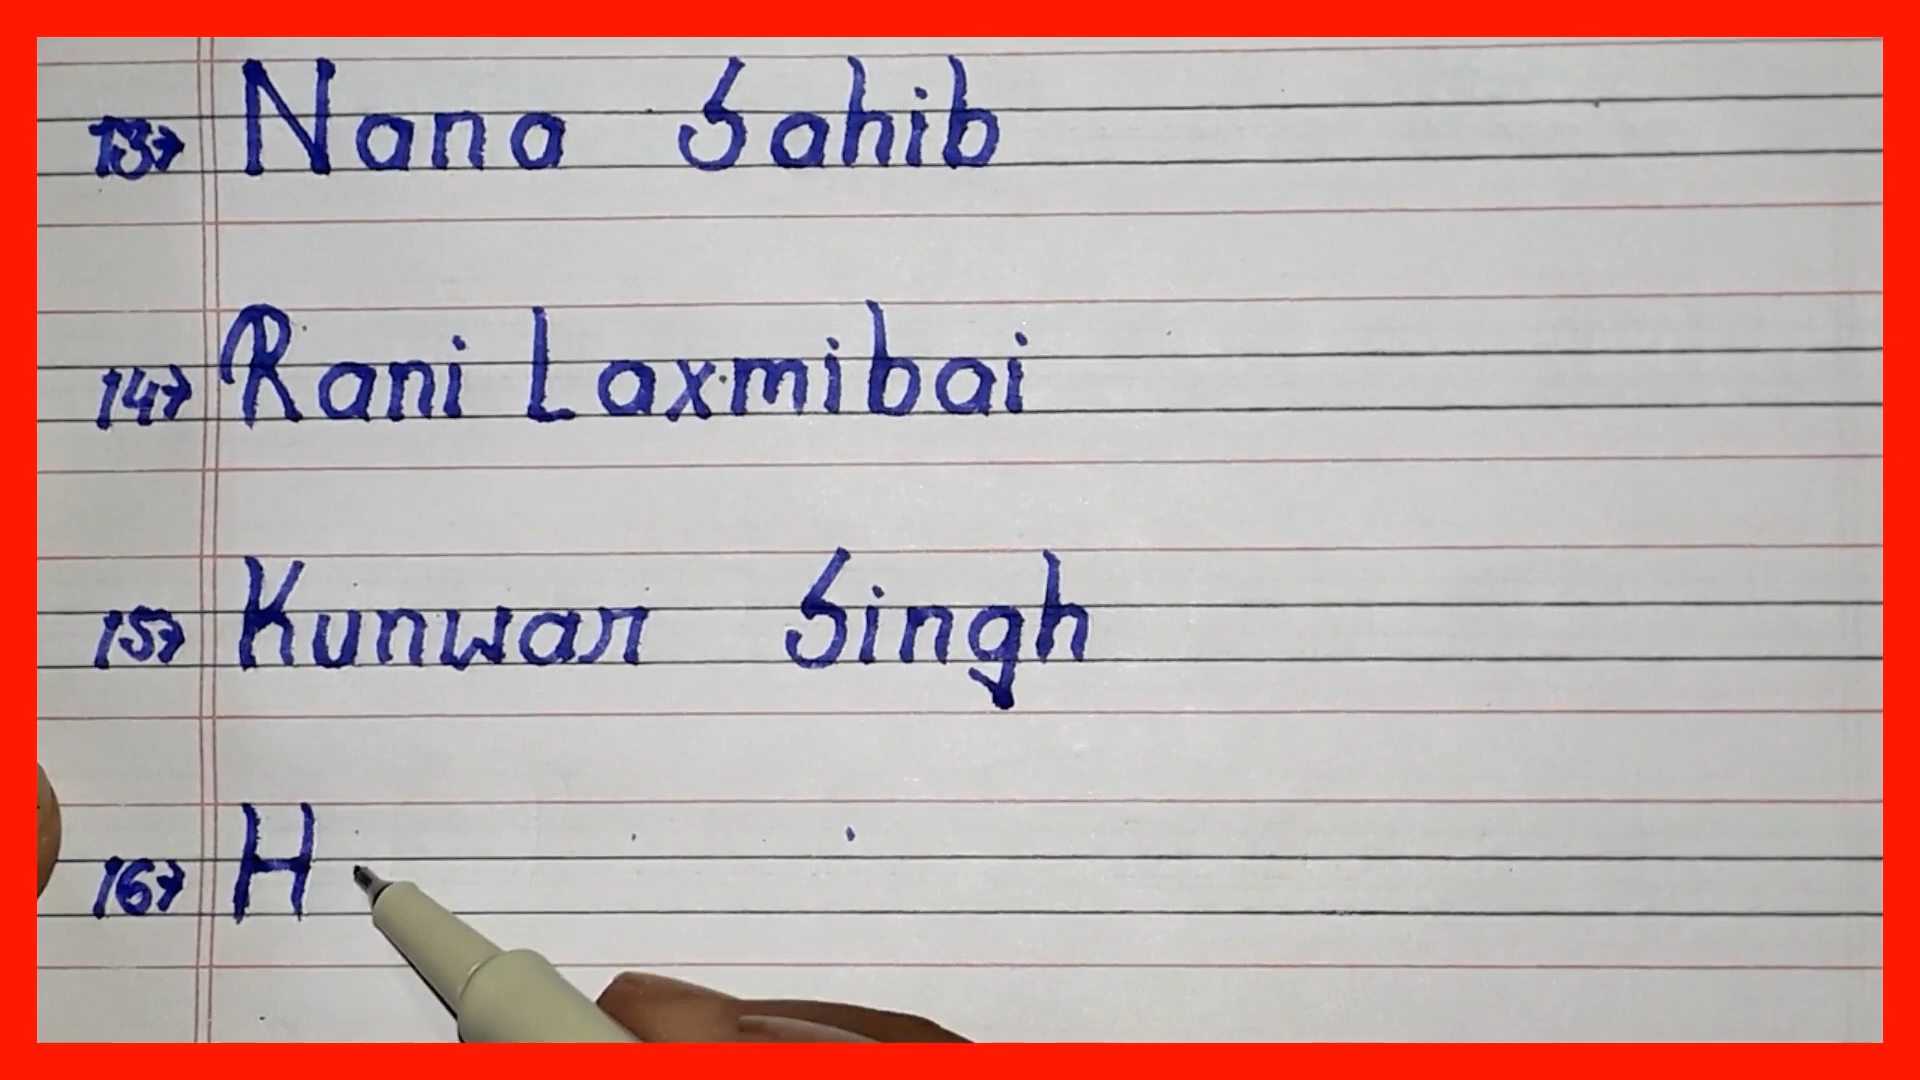 13→ Nana Sahib
14→ Rani Laxmibai
15→ Kunwar Singh
16→ H